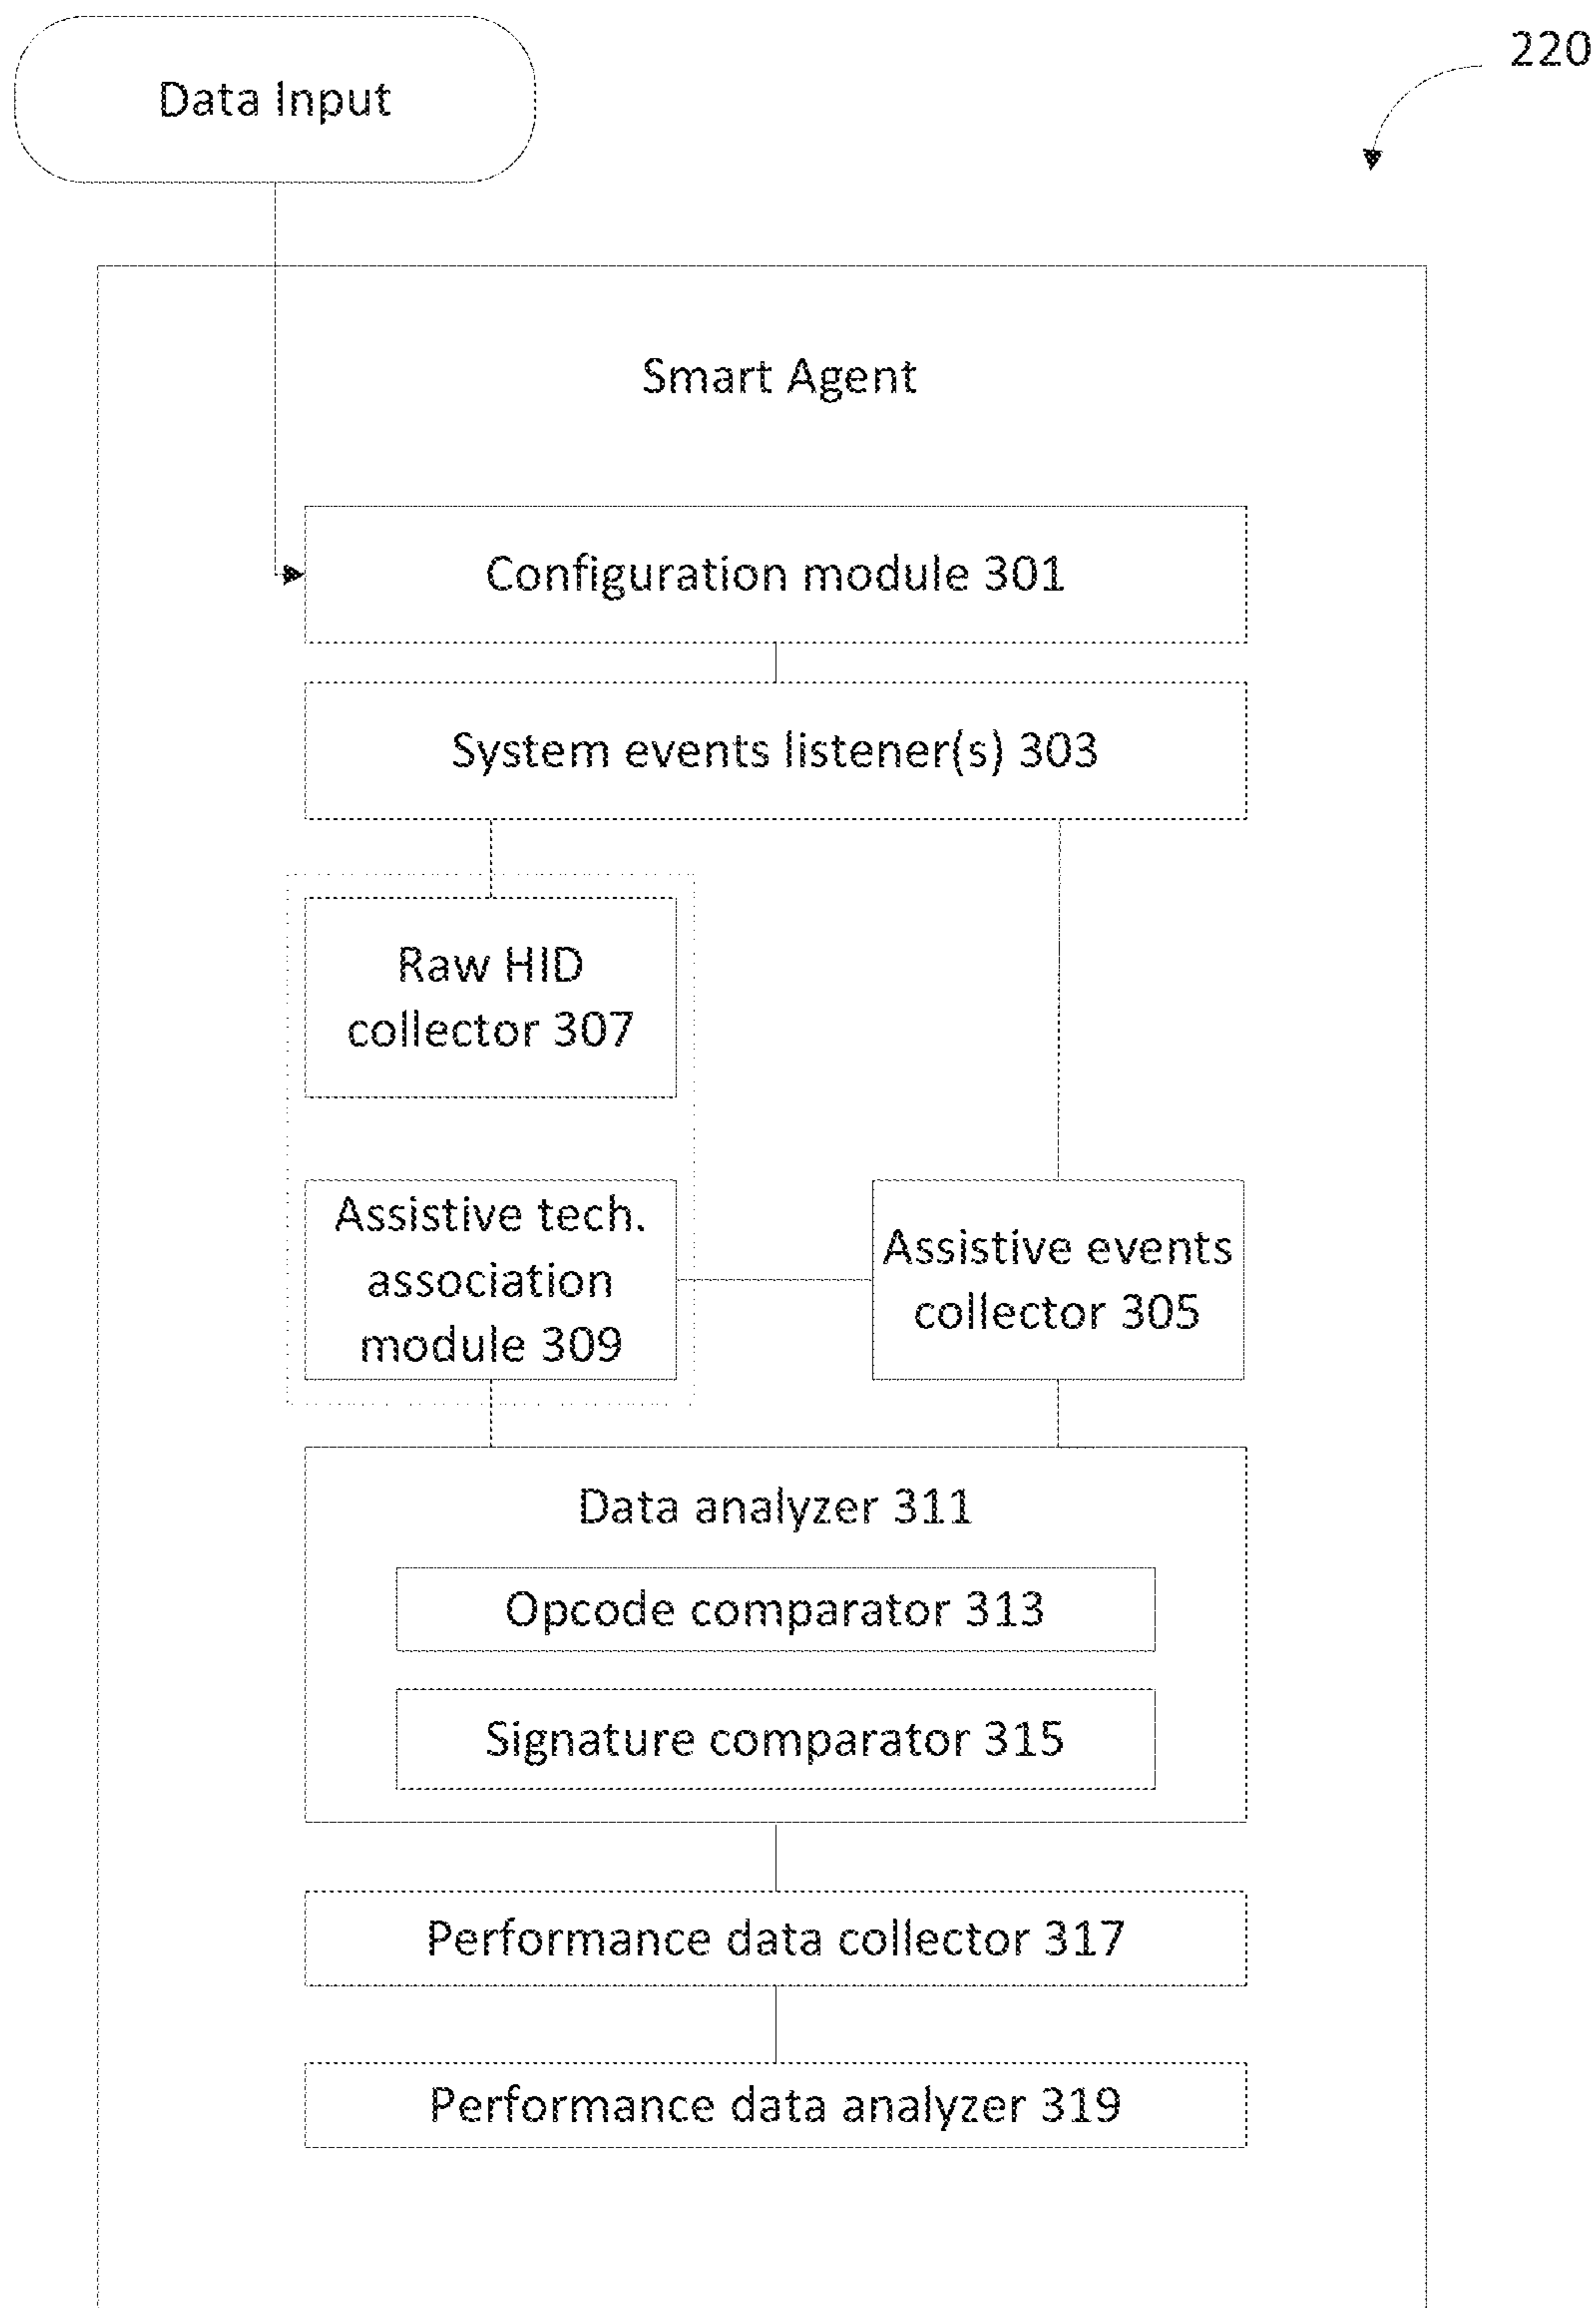 220
Data Input
Smart Agent
Configuration module 301
System events listener(s) 303
Raw HID
collector 307
Assistive tech.
association
module 309
Assistive events
collector 305
Data analyzer 311
Opcode comparator 313
Signature comparator 315
Performance data collector 317
Performance data analyzer 319